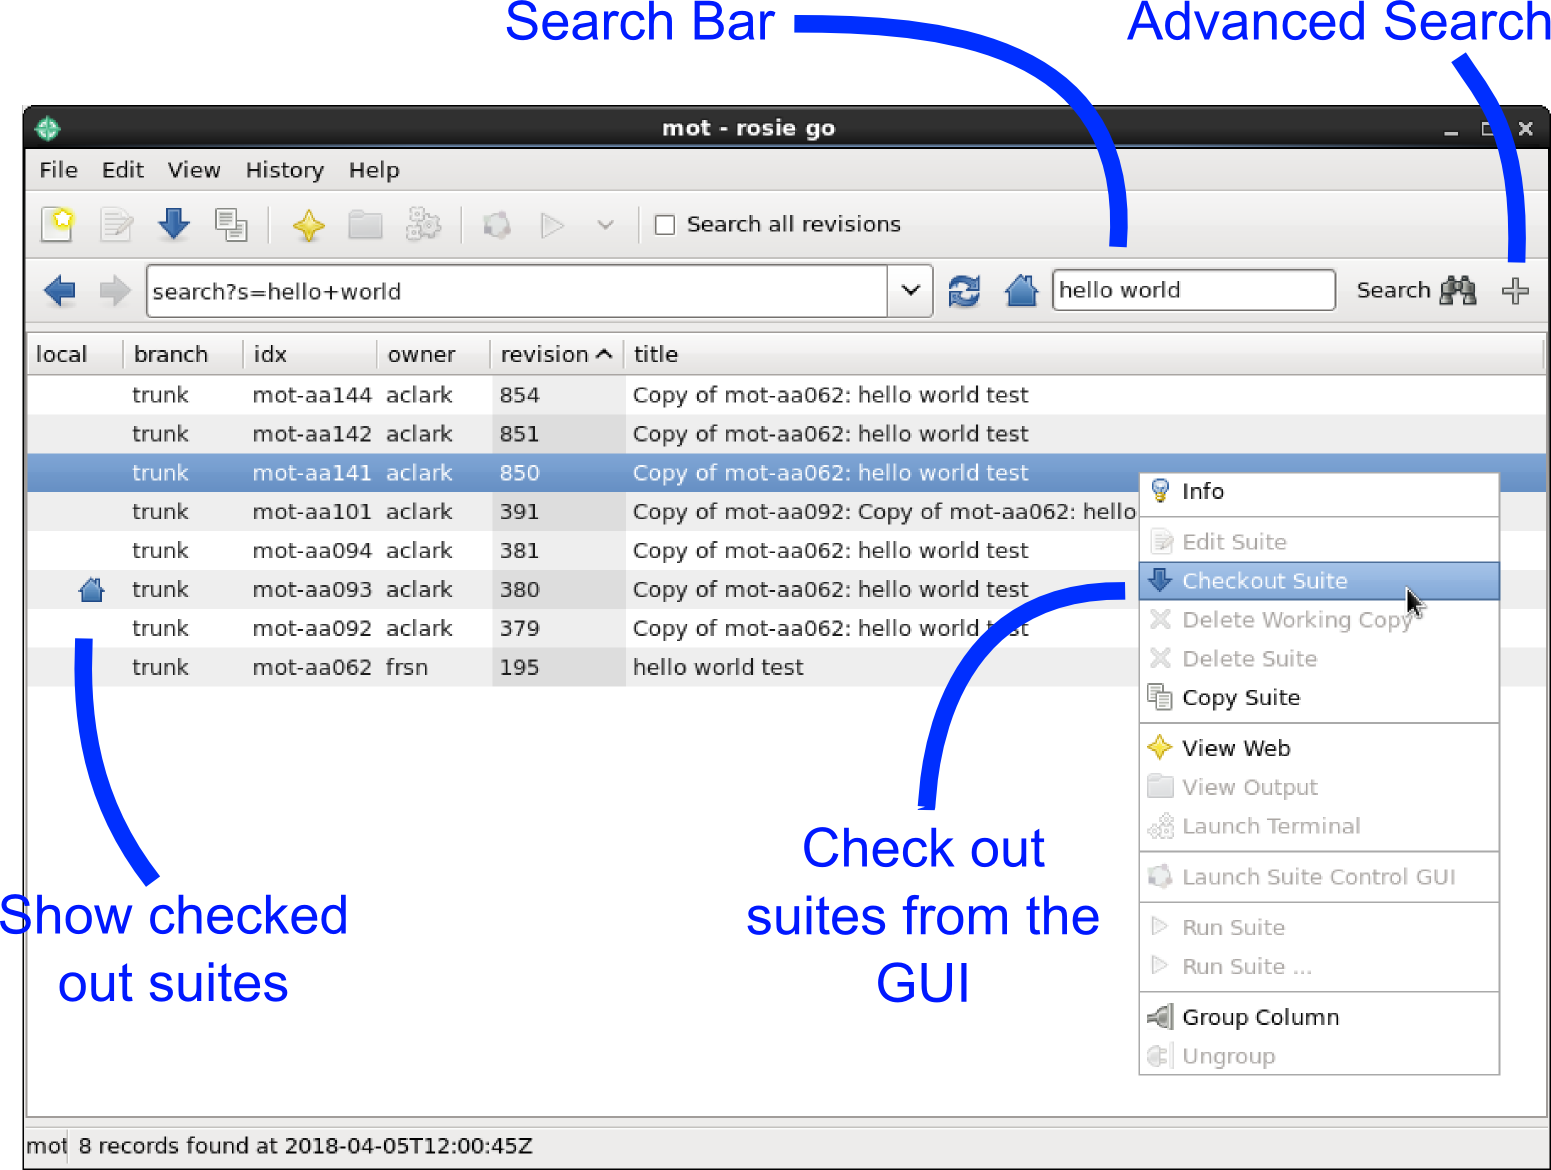 Search Bar
Advanced Search
mot - rosie go
File Edit View History Help
Search all revisions
search?s=hello+world
hello world
Search
local branch idx owner revision title
trunk mot-aa144 aclark 854 Copy of mot-aa062: hello world test
trunk mot-aa142 aclark 851 Copy of mot-aa062: hello world test
trunk mot-aa141 aclark 850 Copy of mot-aa062: hello world test
trunk mot-aa101 aclark 391 Copy of mot-aa092: Copy of mot-aa062: hello
trunk mot-aa094 aclark 381 Copy of mot-aa062: hello world test
trunk mot-aa093 aclark 380 Copy of mot-aa062: hello world test
trunk mot-aa092 aclark 379 Copy of mot-aa062: hello world test
trunk mot-aa062 frsn 195 hello world test
Info
Edit Suite
Checkout Suite
Delete Working Copy
Delete Suite
Copy Suite
View Web
View Output
Launch Terminal
Launch Suite Control GUI
Run Suite
Run Suite ...
Group Column
Ungroup
Show checked
out suites
Check out
suites from the
GUI
mot 8 records found at 2018-04-05T12:00:45Z